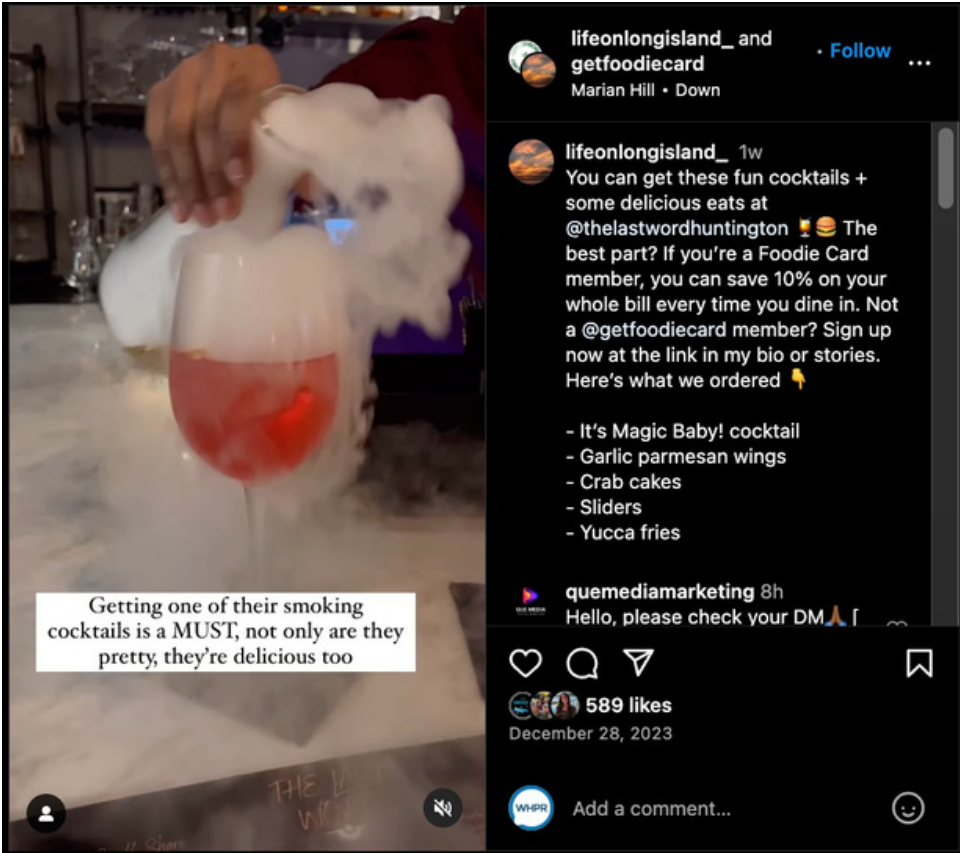 lifeonlongisland_ and
getfoodiecard
• Follow
Marian Hill • Down
lifeonlongisland_ 1w
You can get these fun cocktails +
some delicious eats at
@thelastwordhuntington 🍹🍔 The
best part? If you're a Foodie Card
member, you can save 10% on your
whole bill every time you dine in. Not
a @getfoodiecard member? Sign up
now at the link in my bio or stories.
Here's what we ordered 👇
- It's Magic Baby! cocktail
- Garlic parmesan wings
- Crab cakes
- Sliders
- Yucca fries
quemediamarketing 8h
Hello, please check your DM🙏🏾 [
QUE MEDIA
589 likes
December 28, 2023
WHPR
Add a comment...
Getting one of their smoking
cocktails is a MUST, not only are they
pretty, they're delicious too
THE